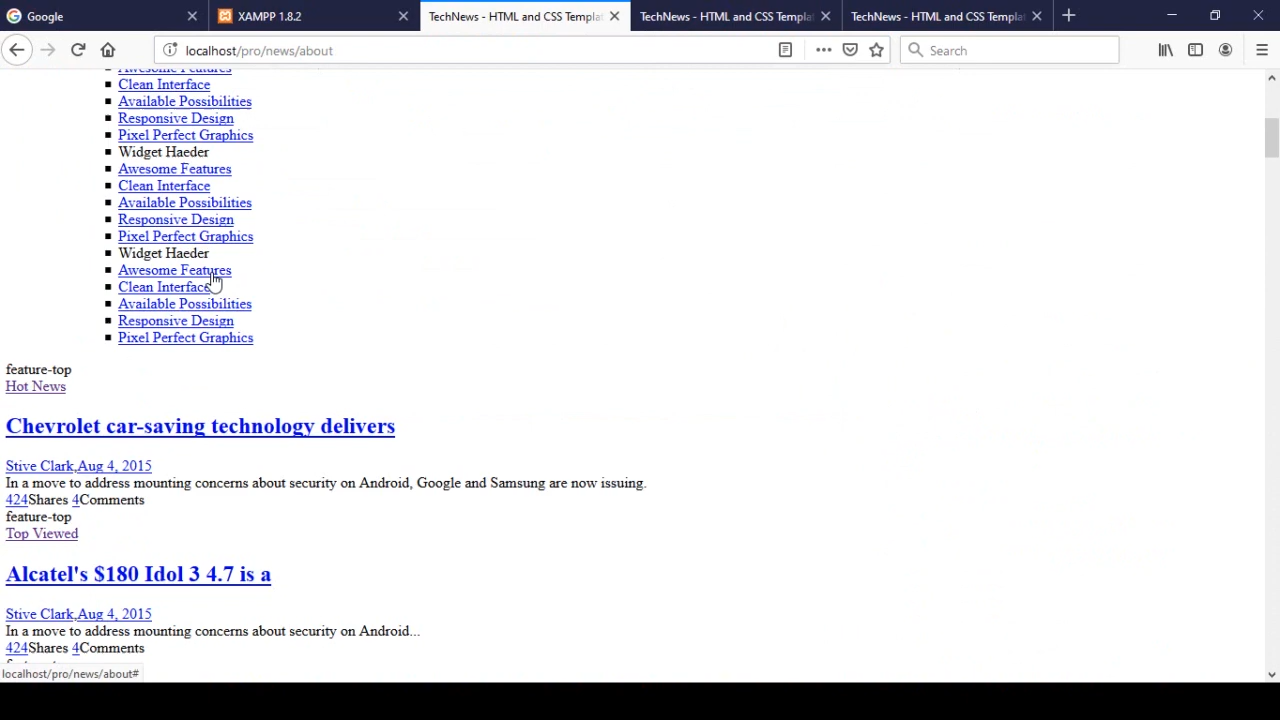 Google
XAMPP 1.8.2
TechNews - HTML and CSS Templa
TechNews - HTML and CSS Templa
TechNews - HTML and CSS Templa
localhost/pro/news/about
Search
Awesome Features
Clean Interface
Available Possibilities
Responsive Design
Pixel Perfect Graphics
Widget Haeder
Awesome Features
Clean Interface
Available Possibilities
Responsive Design
Pixel Perfect Graphics
Widget Haeder
Awesome Features
Clean Interface
Available Possibilities
Responsive Design
Pixel Perfect Graphics
feature-top
Hot News
Chevrolet car-saving technology delivers
Stive Clark,Aug 4, 2015
In a move to address mounting concerns about security on Android, Google and Samsung are now issuing.
424Shares 4Comments
feature-top
Top Viewed
Alcatel's $180 Idol 3 4.7 is a
Stive Clark,Aug 4, 2015
In a move to address mounting concerns about security on Android...
424Shares 4Comments
localhost/pro/news/about#